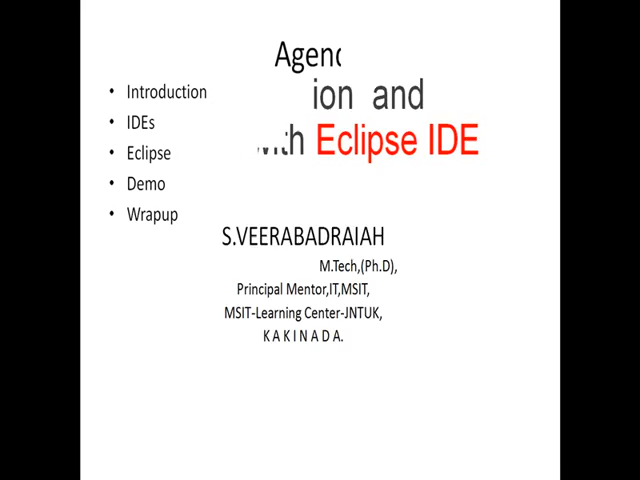 Introduction
ion and
IDEs
Eclipse IDE
Eclipse
Demo
Wrapup
S.VEERABADRAIAH
M.Tech,(Ph.D),
Principal Mentor,IT,MSIT,
MSIT-Learning Center-JNTUK,
K A K I N A D A.